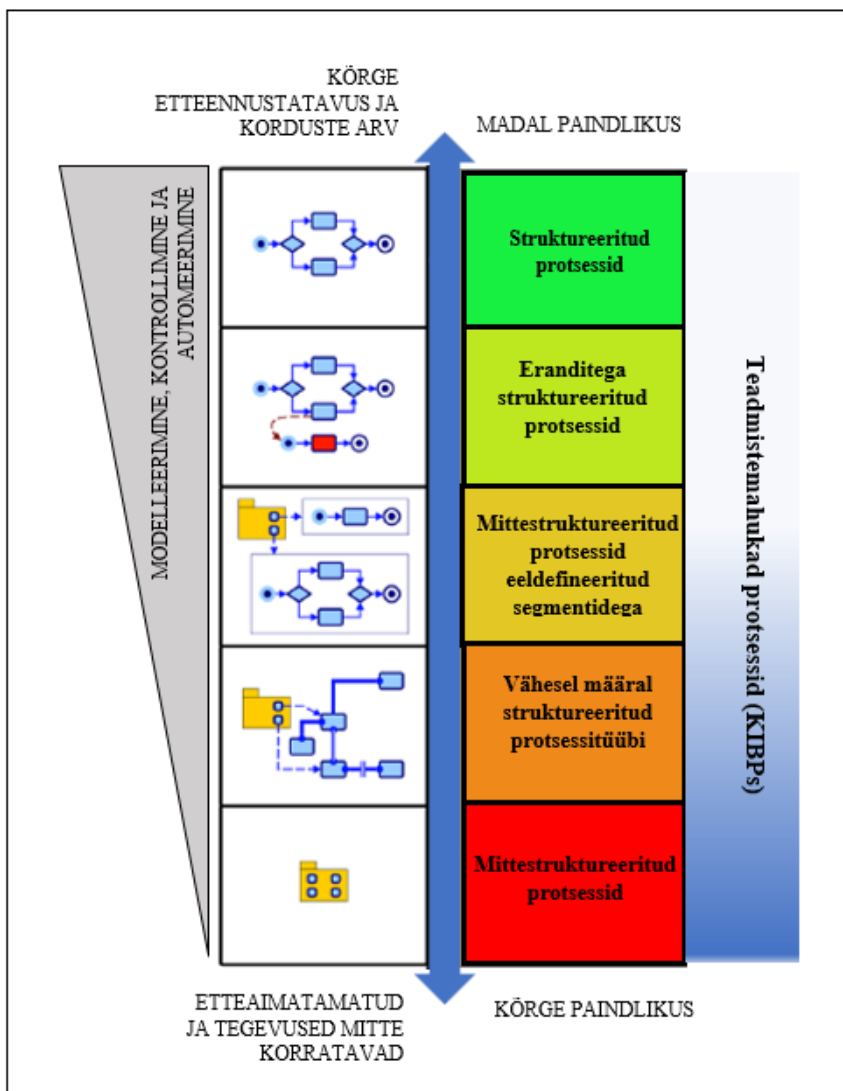 KÕRGE
ETTEENNUSTATAVUS JA
KORDUSTE ARV
MADAL PAINDLIKUS
MODELLEERIMINE, KONTROLLIMINE JA
AUTOMEERIMINE
Struktureeritud
protsessid
Eranditega
struktureeritud
protsessid
Mittestruktureeritud
protsessid
eeldefineeritud
segmentidega
Vähesel määral
struktureeritud
protsessitüübi
Mittestruktureeritud
protsessid
Teadmistemahukad protsessid (KIBPs)
ETTEAIMATAMATUD
JA TEGEVUSED MITTE
KORRATAVAD
KÕRGE PAINDLIKUS